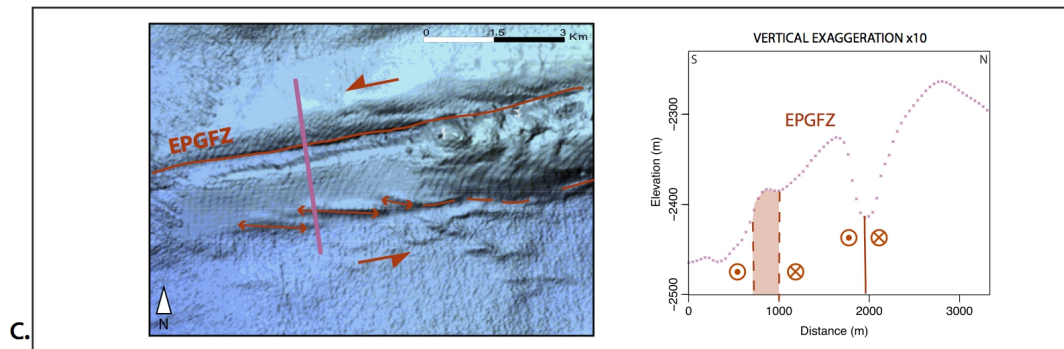 C.
0 1.5 3
Km
EPGFZ
N
VERTICAL EXAGGERATION x10
S N
EPGFZ
Elevation (m)
-2300
-2400
-2500
0 1000 2000 3000
Distance (m)